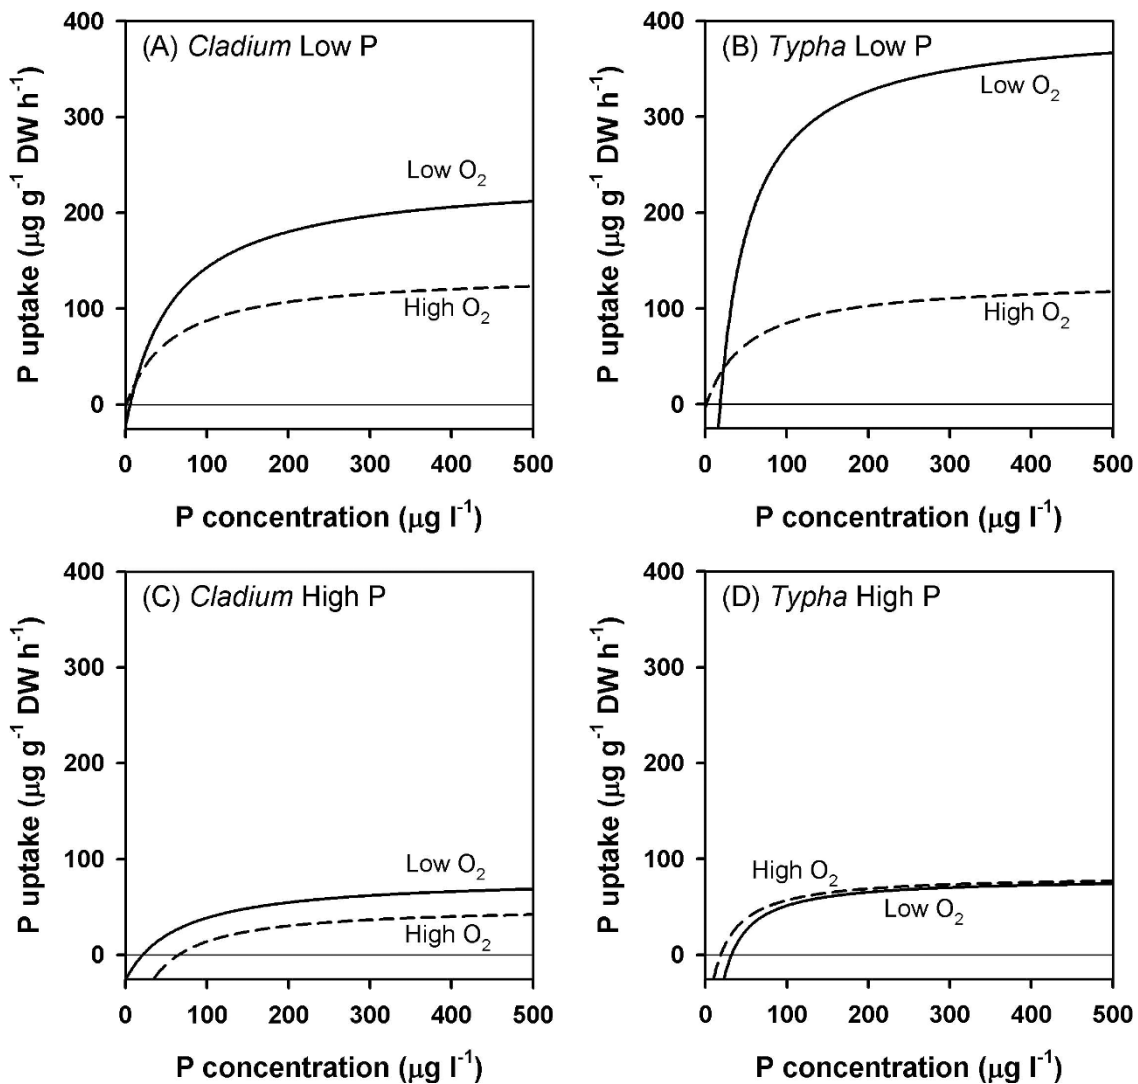 (A) Cladium Low P
400
300
200
100
0
P uptake (μg g⁻¹ DW h⁻¹)
Low O₂
High O₂
0 100 200 300 400 500
P concentration (μg l⁻¹)
(B) Typha Low P
400
300
200
100
0
P uptake (μg g⁻¹ DW h⁻¹)
Low O₂
High O₂
0 100 200 300 400 500
P concentration (μg l⁻¹)
(C) Cladium High P
400
300
200
100
0
P uptake (μg g⁻¹ DW h⁻¹)
Low O₂
High O₂
0 100 200 300 400 500
P concentration (μg l⁻¹)
(D) Typha High P
400
300
200
100
0
P uptake (μg g⁻¹ DW h⁻¹)
High O₂
Low O₂
0 100 200 300 400 500
P concentration (μg l⁻¹)